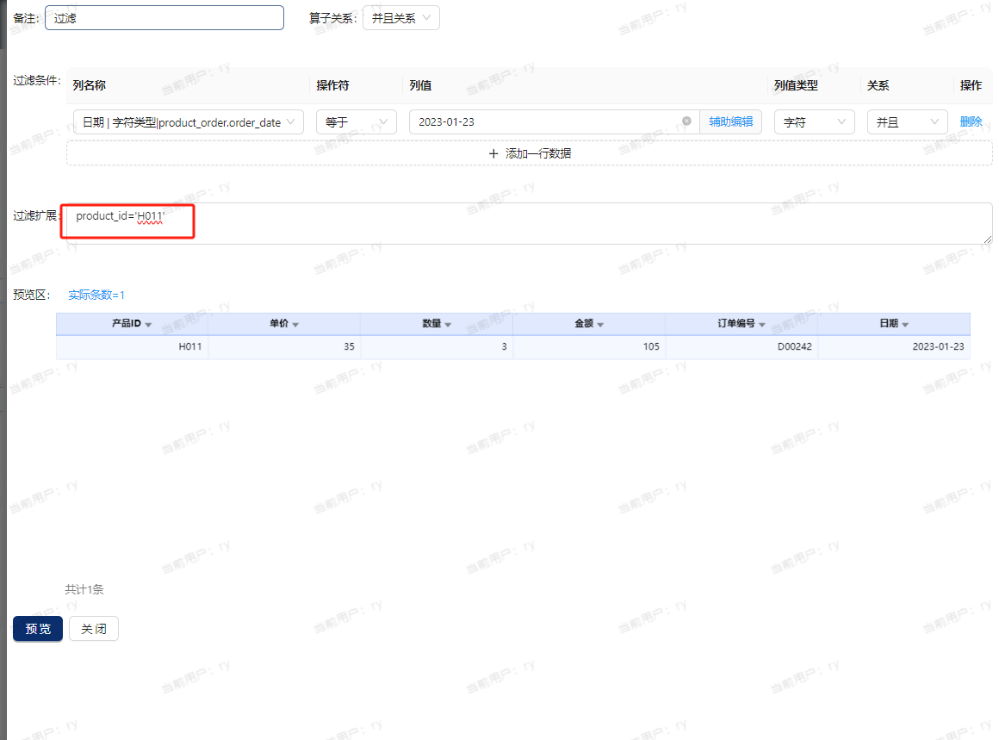 备注: 过滤 算子关系: 并且关系
过滤条件: 列名称 操作符 列值 列值类型 关系 操作
日期 | 字符类型|product_order.order_date 等于 2023-01-23 辅助编辑 字符 并且 删除
+ 添加一行数据
过滤扩展: product_id='H011'
预览区: 实际条数=1
产品ID 单价 数量 金额 订单编号 日期
H011 35 3 105 D00242 2023-01-23
共计1条
预 览 关 闭
当前用户: ry